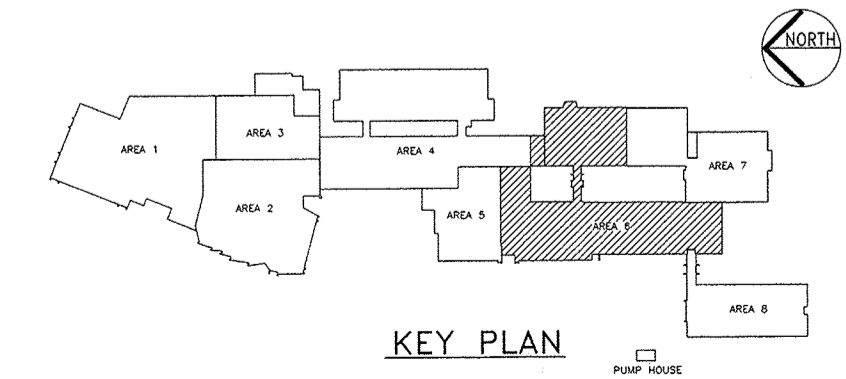 NORTH
AREA 1
AREA 3
AREA 4
AREA 7
AREA 2
AREA 5
AREA 6
AREA 8
KEY PLAN
PUMP HOUSE